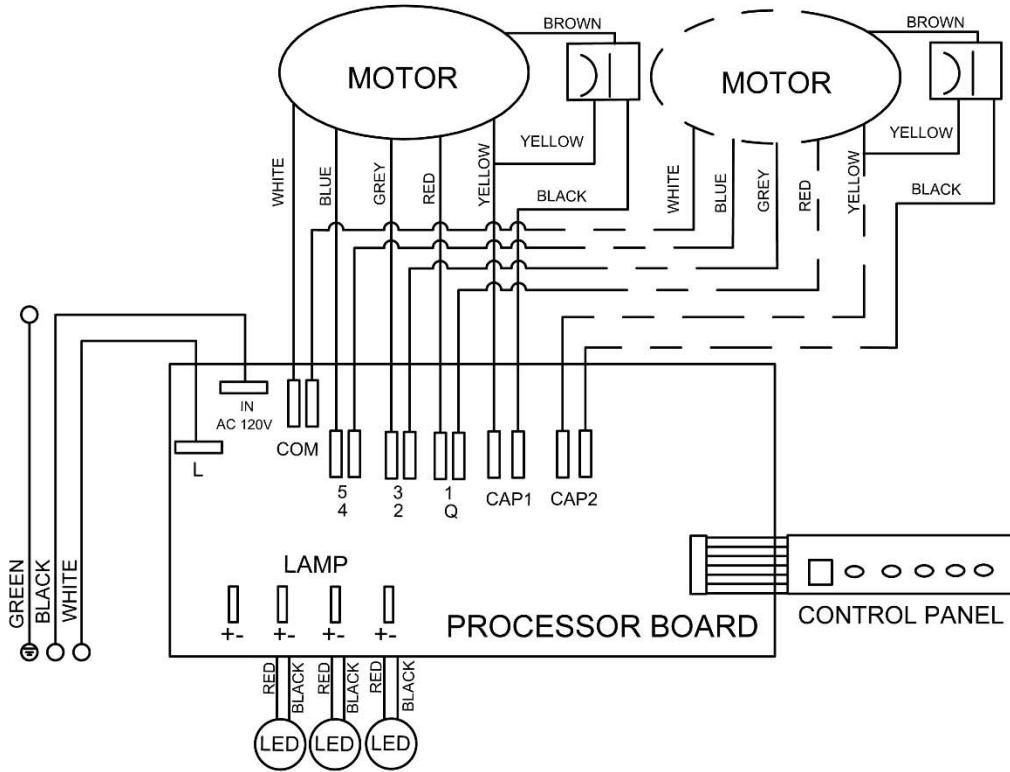 BROWN
BROWN
MOTOR
MOTOR
YELLOW
YELLOW
WHITE
BLUE
GREY
RED
YELLOW
BLACK
WHITE
BLUE
GREY
RED
YELLOW
BLACK
IN
AC 120V
L
COM
5
4
3
2
1
Q
CAP1
CAP2
GREEN
BLACK
WHITE
LAMP
+-
+-
+-
+-
PROCESSOR BOARD
CONTROL PANEL
RED
BLACK
RED
BLACK
RED
BLACK
LED
LED
LED